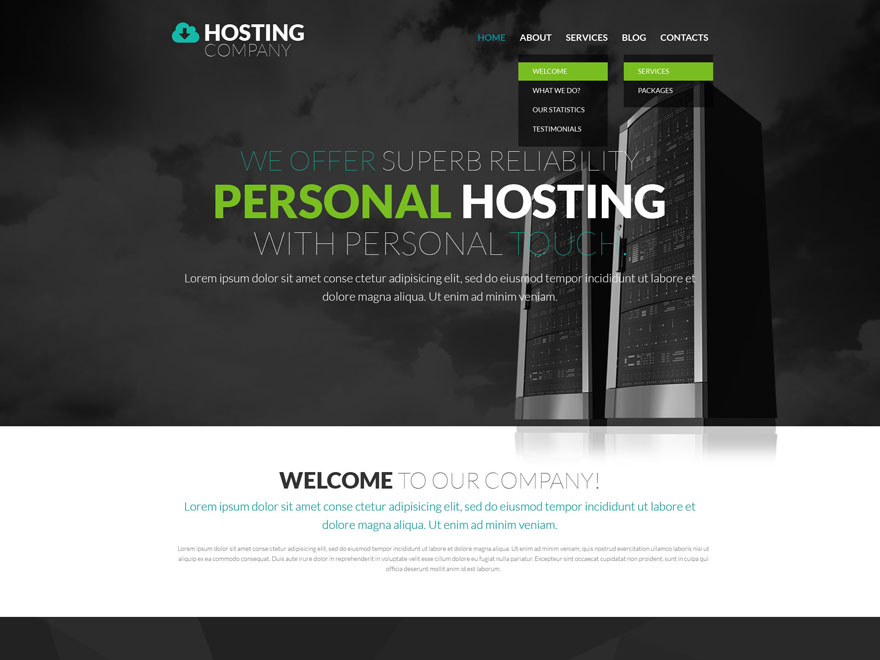 HOSTING
COMPANY
HOME ABOUT SERVICES BLOG CONTACTS
WELCOME
WHAT WE DO?
OUR STATISTICS
TESTIMONIALS
SERVICES
PACKAGES
WE OFFER SUPERB RELIABILITY
PERSONAL HOSTING
WITH PERSONAL TOUCH.
Lorem ipsum dolor sit amet conse ctetur adipisicing elit, sed do eiusmod tempor incididunt ut labore et
dolore magna aliqua. Ut enim ad minim veniam.
WELCOME TO OUR COMPANY!
Lorem ipsum dolor sit amet conse ctetur adipisicing elit, sed do eiusmod tempor incididunt ut labore et
dolore magna aliqua. Ut enim ad minim veniam.
Lorem ipsum dolor sit amet conse ctetur adipisicing elit, sed do eiusmod tempor incididunt ut labore et dolore magna aliqua. Ut enim ad minim veniam, quis nostrud exercitation ullamco laboris nisi ut
aliquip ex ea commodo consequat. Duis aute irure dolor in reprehenderit in voluptate velit esse cillum dolore eu fugiat nulla pariatur. Excepteur sint occaecat cupidatat non proident, sunt in culpa qui
officia deserunt mollit anim id est laborum.